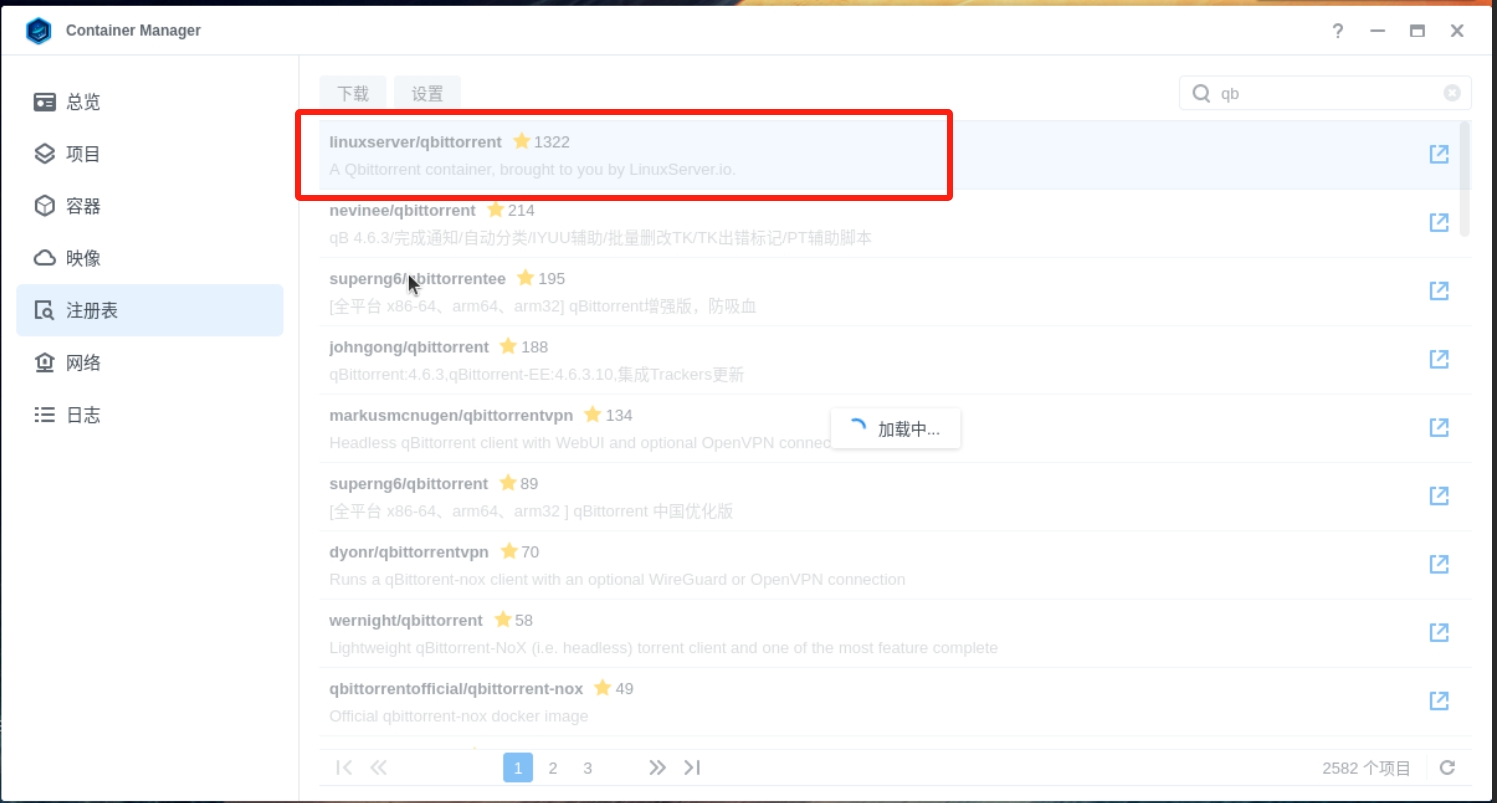 Container Manager
总览
项目
容器
映像
注册表
网络
日志
下载 设置 qb
linuxserver/qbittorrent 1322
A Qbittorrent container, brought to you by LinuxServer.io.
nevinee/qbittorrent 214
qB 4.6.3/完成通知/自动分类/IYUU辅助/批量删改TK/TK出错标记/PT辅助脚本
superng6/qbittorrentee 195
[全平台 x86-64、arm64、arm32] qBittorrent增强版，防吸血
johngong/qbittorrent 188
qBittorrent:4.6.3,qBittorrent-EE:4.6.3.10,集成Trackers更新
markusmcnugen/qbittorrentvpn 134
Headless qBittorrent client with WebUI and optional OpenVPN connec
加载中...
superng6/qbittorrent 89
[全平台 x86-64、arm64、arm32 ] qBittorrent 中国优化版
dyonr/qbittorrentvpn 70
Runs a qBittorent-nox client with an optional WireGuard or OpenVPN connection
wernight/qbittorrent 58
Lightweight qBittorrent-NoX (i.e. headless) torrent client and one of the most feature complete
qbittorrentofficial/qbittorrent-nox 49
Official qbittorrent-nox docker image
1 2 3 2582 个项目